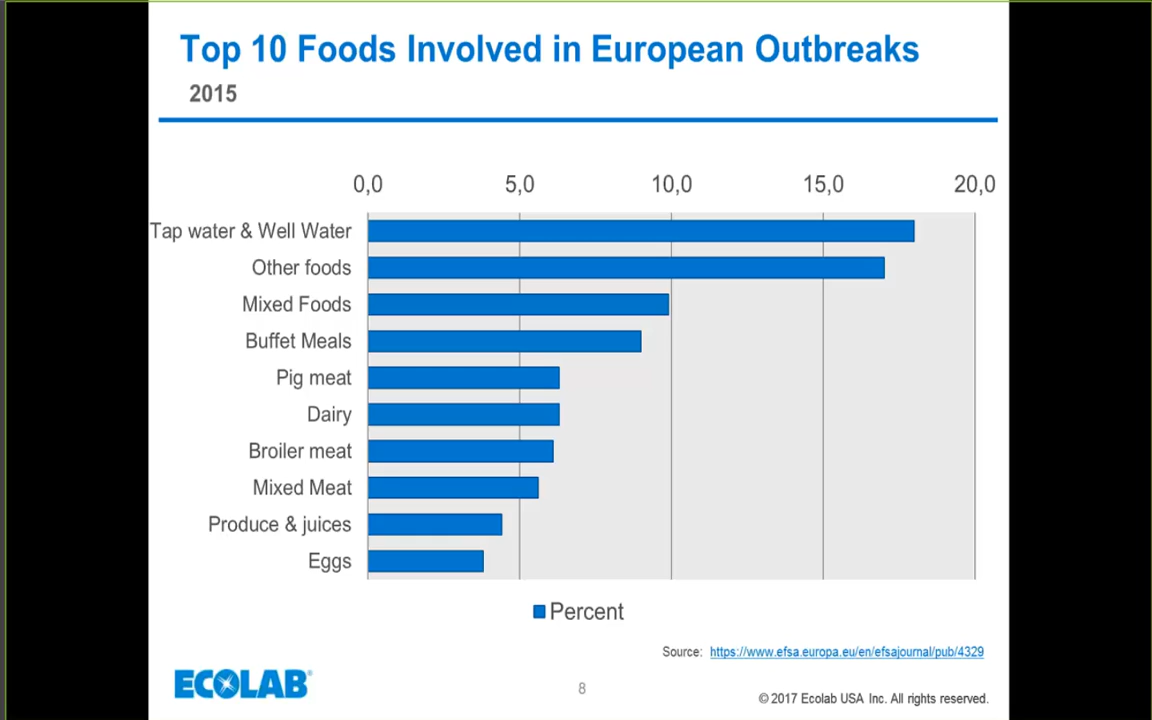 Top 10 Foods Involved in European Outbreaks
2015
0,0 5,0 10,0 15,0 20,0
Tap water & Well Water
Other foods
Mixed Foods
Buffet Meals
Pig meat
Dairy
Broiler meat
Mixed Meat
Produce & juices
Eggs
Percent
Source: https://www.efsa.europa.eu/en/efsajournal/pub/4329
ECOLAB®
8
© 2017 Ecolab USA Inc. All rights reserved.